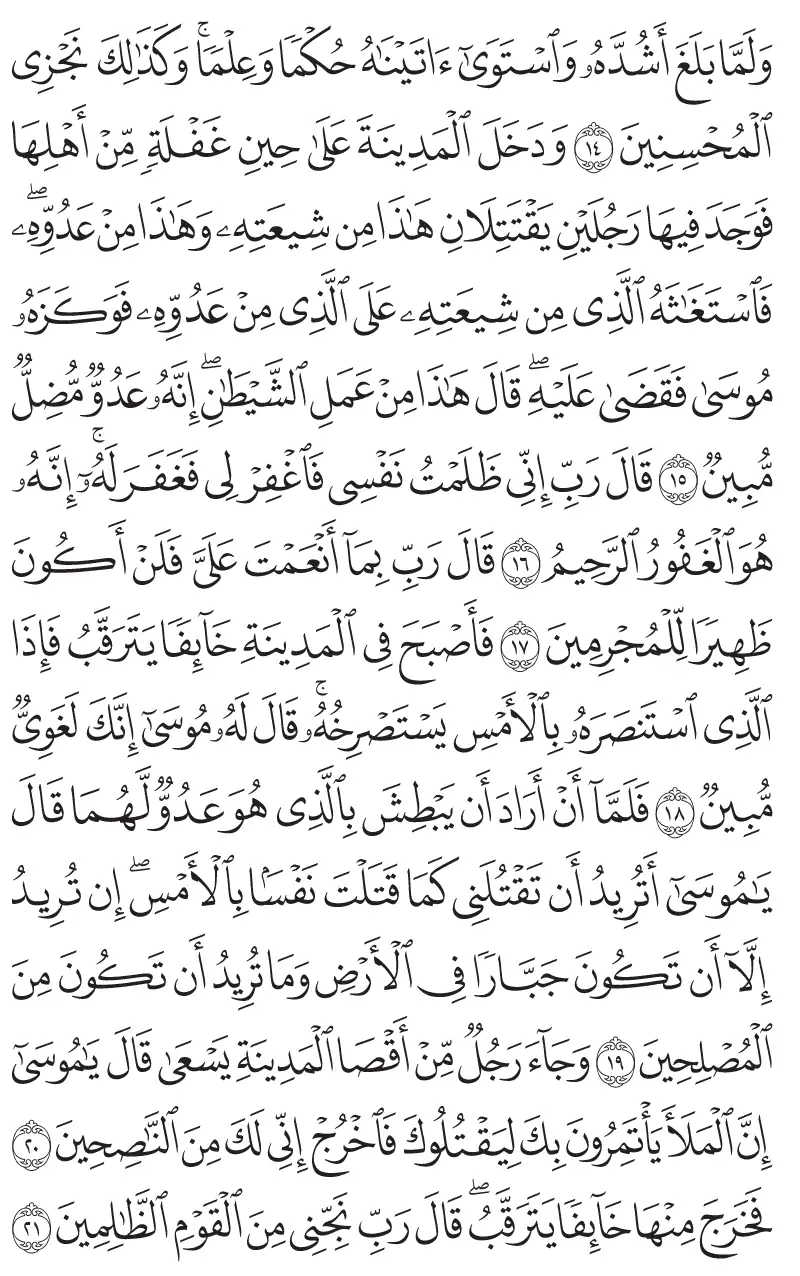 وَلَمَّا بَلَغَ أَشُدَّهُۥ وَٱسْتَوَىٰٓ ءَاتَيْنَٰهُ حُكْمًا وَعِلْمًا ۚ وَكَذَٰلِكَ نَجْزِى
ٱلْمُحْسِنِينَ ١٤ وَدَخَلَ ٱلْمَدِينَةَ عَلَىٰ حِينِ غَفْلَةٍ مِّنْ أَهْلِهَا
فَوَجَدَ فِيهَا رَجُلَيْنِ يَقْتَتِلَانِ هَٰذَا مِن شِيعَتِهِۦ وَهَٰذَا مِنْ عَدُوِّهِۦ ۖ
فَٱسْتَغَٰثَهُ ٱلَّذِى مِن شِيعَتِهِۦ عَلَى ٱلَّذِى مِنْ عَدُوِّهِۦ فَوَكَزَهُۥ
مُوسَىٰ فَقَضَىٰ عَلَيْهِ ۖ قَالَ هَٰذَا مِنْ عَمَلِ ٱلشَّيْطَٰنِ ۖ إِنَّهُۥ عَدُوٌّ مُّضِلٌّ
مُّبِينٌ ١٥ قَالَ رَبِّ إِنِّى ظَلَمْتُ نَفْسِى فَٱغْفِرْ لِى فَغَفَرَ لَهُۥٓ ۚ إِنَّهُۥ
هُوَ ٱلْغَفُورُ ٱلرَّحِيمُ ١٦ قَالَ رَبِّ بِمَآ أَنْعَمْتَ عَلَىَّ فَلَنْ أَكُونَ
ظَهِيرًا لِّلْمُجْرِمِينَ ١٧ فَأَصْبَحَ فِى ٱلْمَدِينَةِ خَآئِفًا يَتَرَقَّبُ فَإِذَا
ٱلَّذِى ٱسْتَنصَرَهُۥ بِٱلْأَمْسِ يَسْتَصْرِخُهُۥ ۚ قَالَ لَهُۥ مُوسَىٰٓ إِنَّكَ لَغَوِىٌّ
مُّبِينٌ ١٨ فَلَمَّآ أَنْ أَرَادَ أَن يَبْطِشَ بِٱلَّذِى هُوَ عَدُوٌّ لَّهُمَا قَالَ
يَٰمُوسَىٰٓ أَتُرِيدُ أَن تَقْتُلَنِى كَمَا قَتَلْتَ نَفْسًۢا بِٱلْأَمْسِ ۖ إِن تُرِيدُ
إِلَّآ أَن تَكُونَ جَبَّارًا فِى ٱلْأَرْضِ وَمَا تُرِيدُ أَن تَكُونَ مِنَ
ٱلْمُصْلِحِينَ ١٩ وَجَآءَ رَجُلٌ مِّنْ أَقْصَا ٱلْمَدِينَةِ يَسْعَىٰ قَالَ يَٰمُوسَىٰٓ
إِنَّ ٱلْمَلَأَ يَأْتَمِرُونَ بِكَ لِيَقْتُلُوكَ فَٱخْرُجْ إِنِّى لَكَ مِنَ ٱلنَّٰصِحِينَ ٢٠
فَخَرَجَ مِنْهَا خَآئِفًا يَتَرَقَّبُ ۖ قَالَ رَبِّ نَجِّنِى مِنَ ٱلْقَوْمِ ٱلظَّٰلِمِينَ ٢١